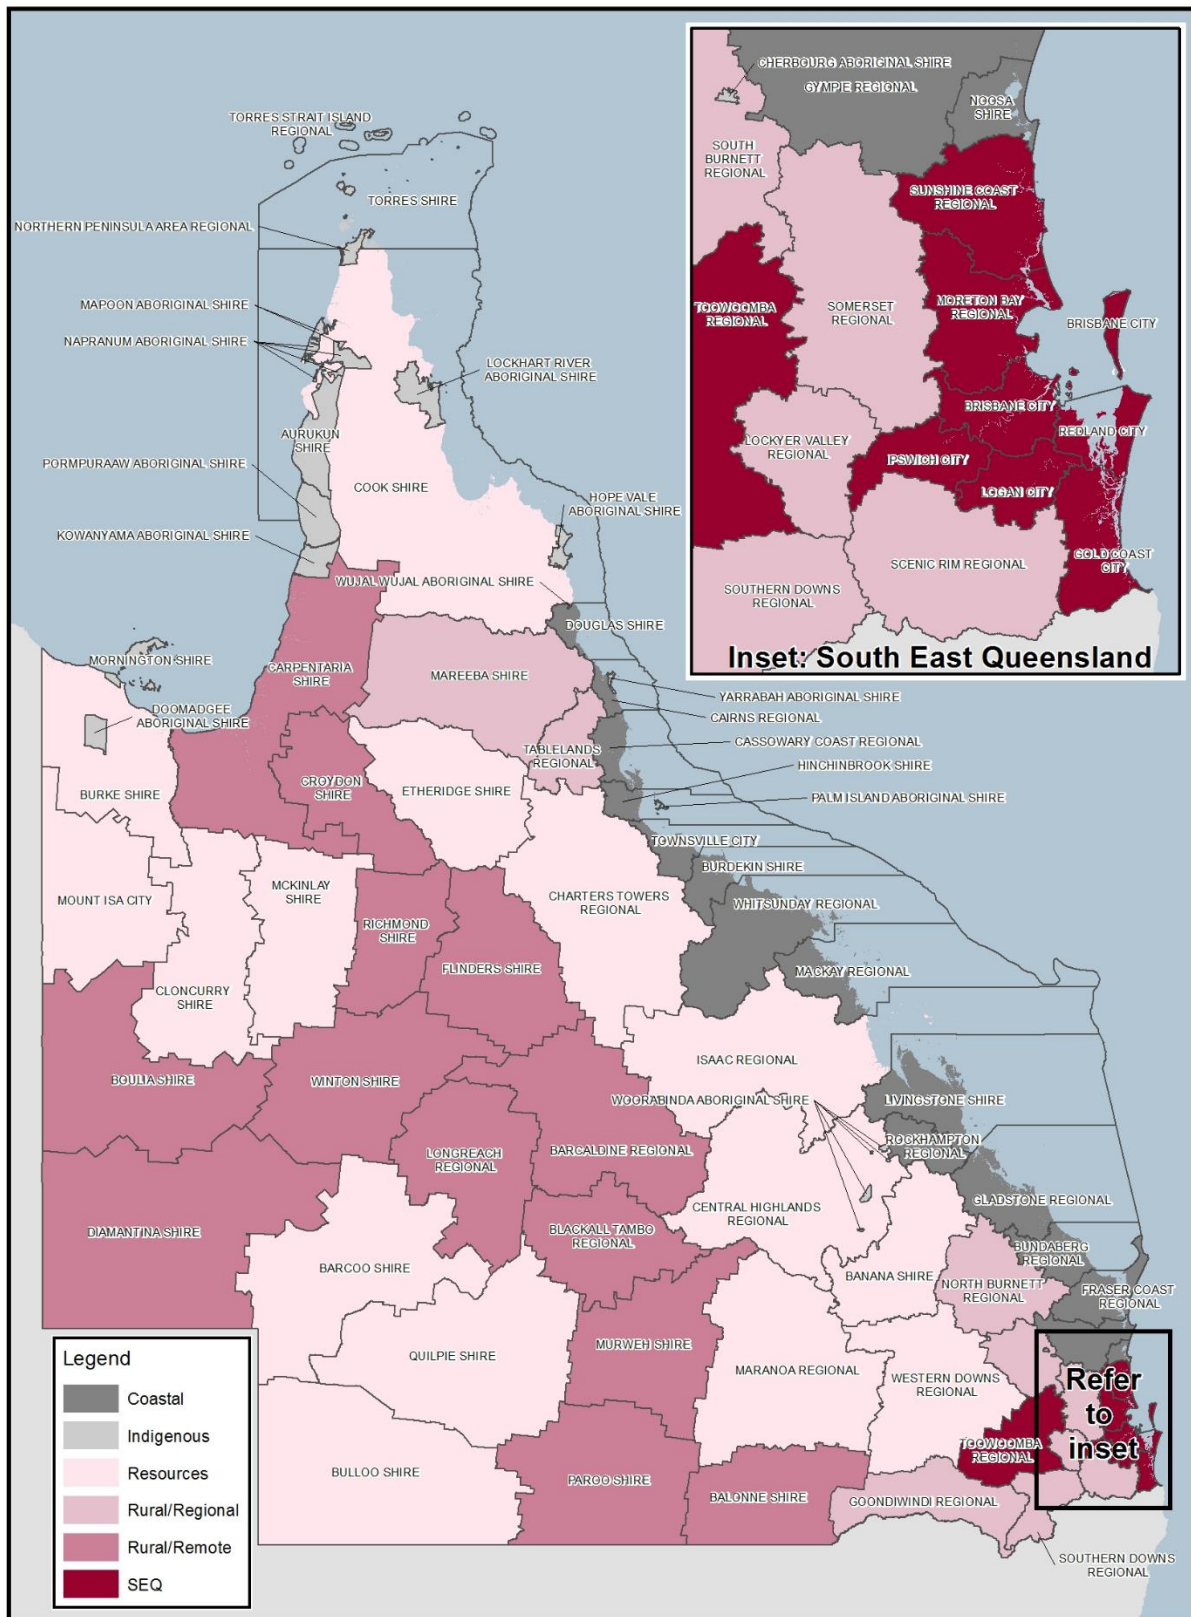 CHERBOURG ABORIGINAL SHIRE
GYMPIE REGIONAL
NOOSA
SHIRE
SOUTH
BURNETT
REGIONAL
SUNSHINE COAST
REGIONAL
TOOWOOMBA
REGIONAL
SOMERSET
REGIONAL
MORETON BAY
REGIONAL
BRISBANE CITY
BRISBANE CITY
REDLAND CITY
LOCKYER VALLEY
REGIONAL
IPSWICH CITY
LOGAN CITY
GOLD COAST
CITY
SCENIC RIM REGIONAL
SOUTHERN DOWNS
REGIONAL
Inset: South East Queensland
TORRES STRAIT ISLAND
REGIONAL
TORRES SHIRE
NORTHERN PENINSULA AREA REGIONAL
MAPOON ABORIGINAL SHIRE
NAPRANUM ABORIGINAL SHIRE
LOCKHART RIVER
ABORIGINAL SHIRE
AURUKUN
SHIRE
PORMPURAAW ABORIGINAL SHIRE
COOK SHIRE
HOPE VALE
ABORIGINAL SHIRE
KOWANYAMA ABORIGINAL SHIRE
WUJAL WUJAL ABORIGINAL SHIRE
DOUGLAS SHIRE
MORNINGTON SHIRE
CARPENTARIA
SHIRE
MAREEBA SHIRE
YARRABAH ABORIGINAL SHIRE
CAIRNS REGIONAL
DOOMADGEE
ABORIGINAL SHIRE
TABLELANDS
REGIONAL
CASSOWARY COAST REGIONAL
HINCHINBROOK SHIRE
BURKE SHIRE
CROYDON
SHIRE
ETHERIDGE SHIRE
PALM ISLAND ABORIGINAL SHIRE
TOWNSVILLE CITY
BURDEKIN SHIRE
MOUNT ISA CITY
MCKINLAY
SHIRE
CHARTERS TOWERS
REGIONAL
WHITSUNDAY REGIONAL
RICHMOND
SHIRE
FLINDERS SHIRE
MACKAY REGIONAL
CLONCURRY
SHIRE
ISAAC REGIONAL
BOULIA SHIRE
WINTON SHIRE
WOORABINDA ABORIGINAL SHIRE
LIVINGSTONE SHIRE
LONGREACH
REGIONAL
BARCALDINE REGIONAL
ROCKHAMPTON
REGIONAL
GLADSTONE REGIONAL
CENTRAL HIGHLANDS
REGIONAL
DIAMANTINA SHIRE
BLACKALL TAMBO
REGIONAL
BARCOO SHIRE
BANANA SHIRE
BUNDABERG
REGIONAL
NORTH BURNETT
REGIONAL
FRASER COAST
REGIONAL
QUILPIE SHIRE
MURWEH SHIRE
MARANOA REGIONAL
WESTERN DOWNS
REGIONAL
Refer
to
inset
TOOWOOMBA
REGIONAL
BULLOO SHIRE
PAROO SHIRE
BALONNE SHIRE
GOONDIWINDI REGIONAL
SOUTHERN DOWNS
REGIONAL
Legend
Coastal
Indigenous
Resources
Rural/Regional
Rural/Remote
SEQ